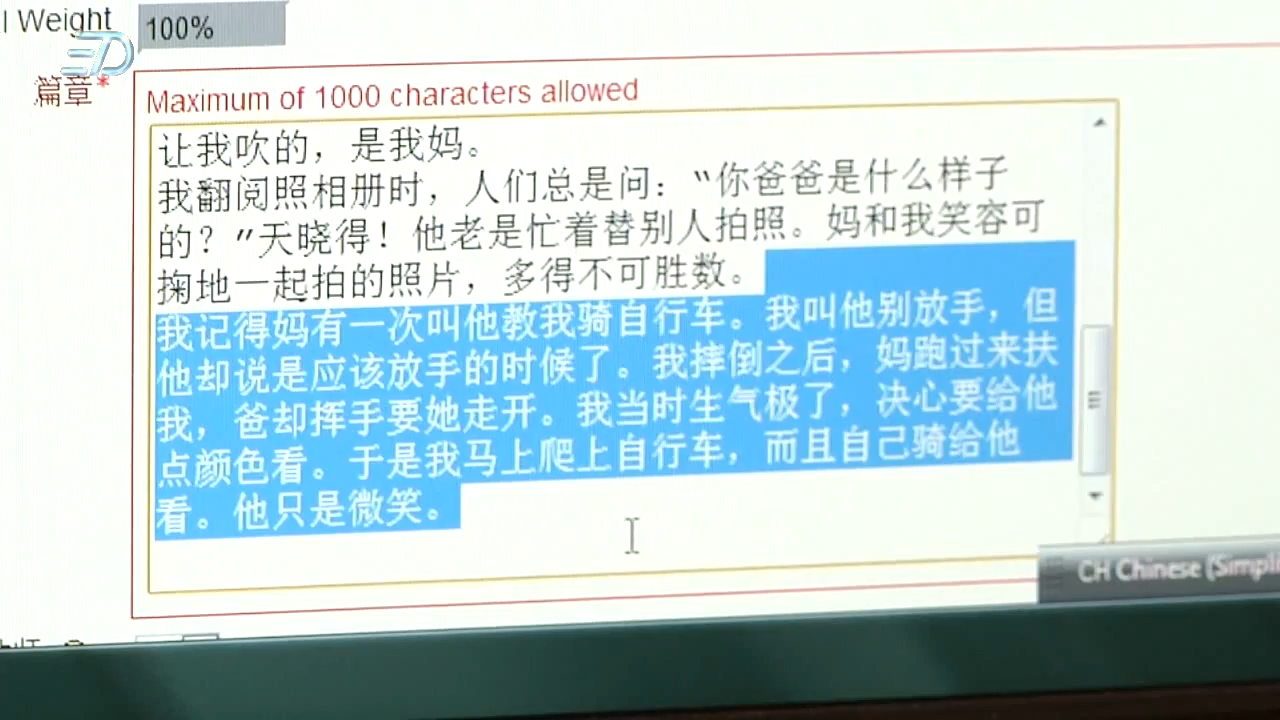 l Weight
100%
篇章*
Maximum of 1000 characters allowed
让我吹的，是我妈。
我翻阅照相册时，人们总是问：“你爸爸是什么样子
的？”天晓得！他老是忙着替别人拍照。妈和我笑容可
掬地一起拍的照片，多得不可胜数。
我记得妈有一次叫他教我骑自行车。我叫他别放手，但
他却说是应该放手的时候了。我摔倒之后，妈跑过来扶
我，爸却挥手要她走开。我当时生气极了，决心要给他
点颜色看。于是我马上爬上自行车，而且自己骑给他
看。他只是微笑。
CH Chinese (Simpli